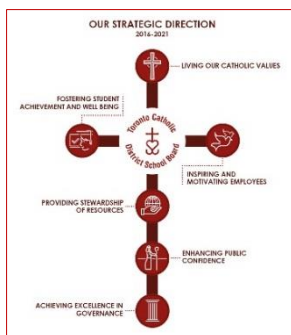 OUR STRATEGIC DIRECTION
2016-2021
LIVING OUR CATHOLIC VALUES
FOSTERING STUDENT
ACHIEVEMENT AND WELL BEING
Toronto Catholic
District School Board
INSPIRING AND
MOTIVATING EMPLOYEES
PROVIDING STEWARDSHIP
OF RESOURCES
ENHANCING PUBLIC
CONFIDENCE
ACHIEVING EXCELLENCE IN
GOVERNANCE